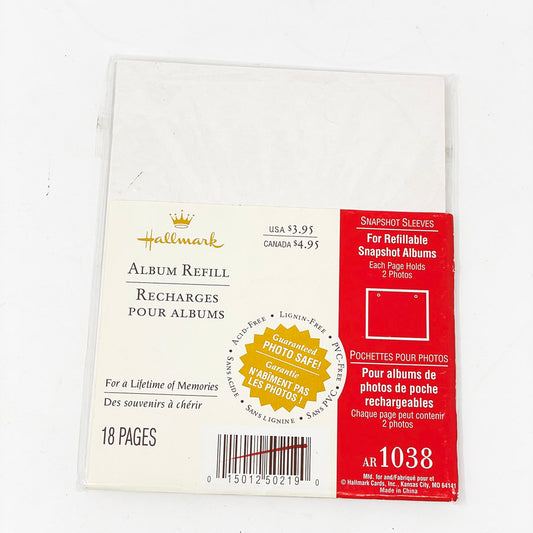 Hallmark
USA $3.95
CANADA $4.95
ALBUM REFILL
RECHARGES
POUR ALBUMS
ACID-FREE • LIGNIN-FREE • PVC-FREE •
SANS ACIDE • SANS LIGNINE • SANS PVC •
Guaranteed
PHOTO SAFE!
Garantie
N'ABÎMENT PAS
LES PHOTOS !
For a Lifetime of Memories
Des souvenirs à chérir
18 PAGES
0 15012 50219 0
SNAPSHOT SLEEVES
For Refillable
Snapshot Albums
Each Page Holds
2 Photos
POCHETTES POUR PHOTOS
Pour albums de
photos de poche
rechargeables
Chaque page peut contenir
2 photos
AR 1038
Mfd. for and/Fabriqué pour et
© Hallmark Cards, Inc., Kansas City, MO 64141
Made in China